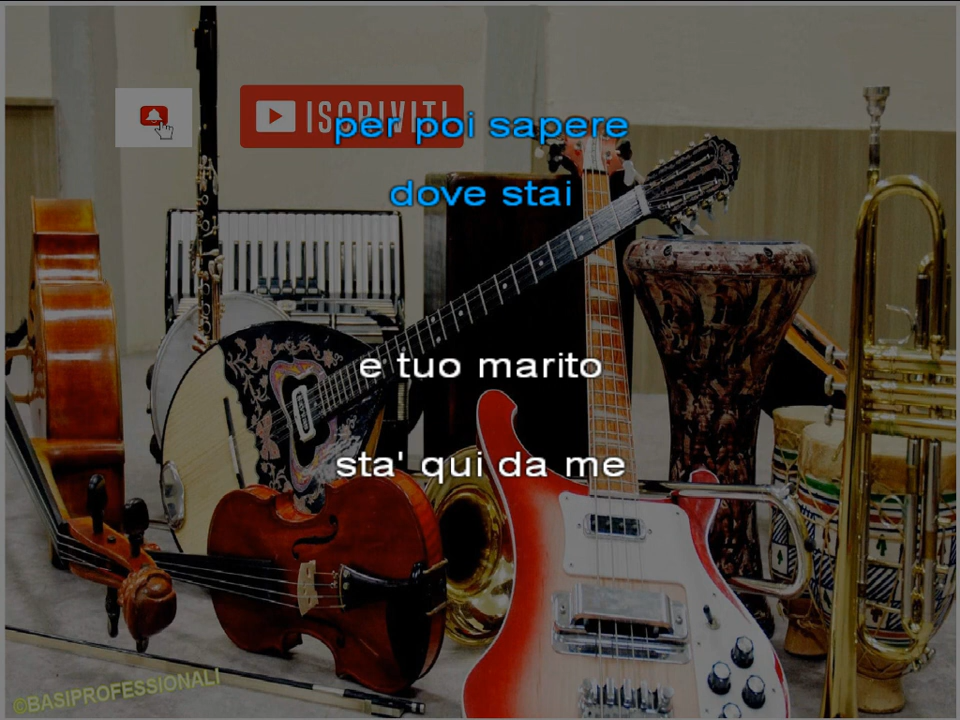 ISCRIVITI
per poi sapere
dove stai
e tuo marito
sta' qui da me
©BASIPROFESSIONALI